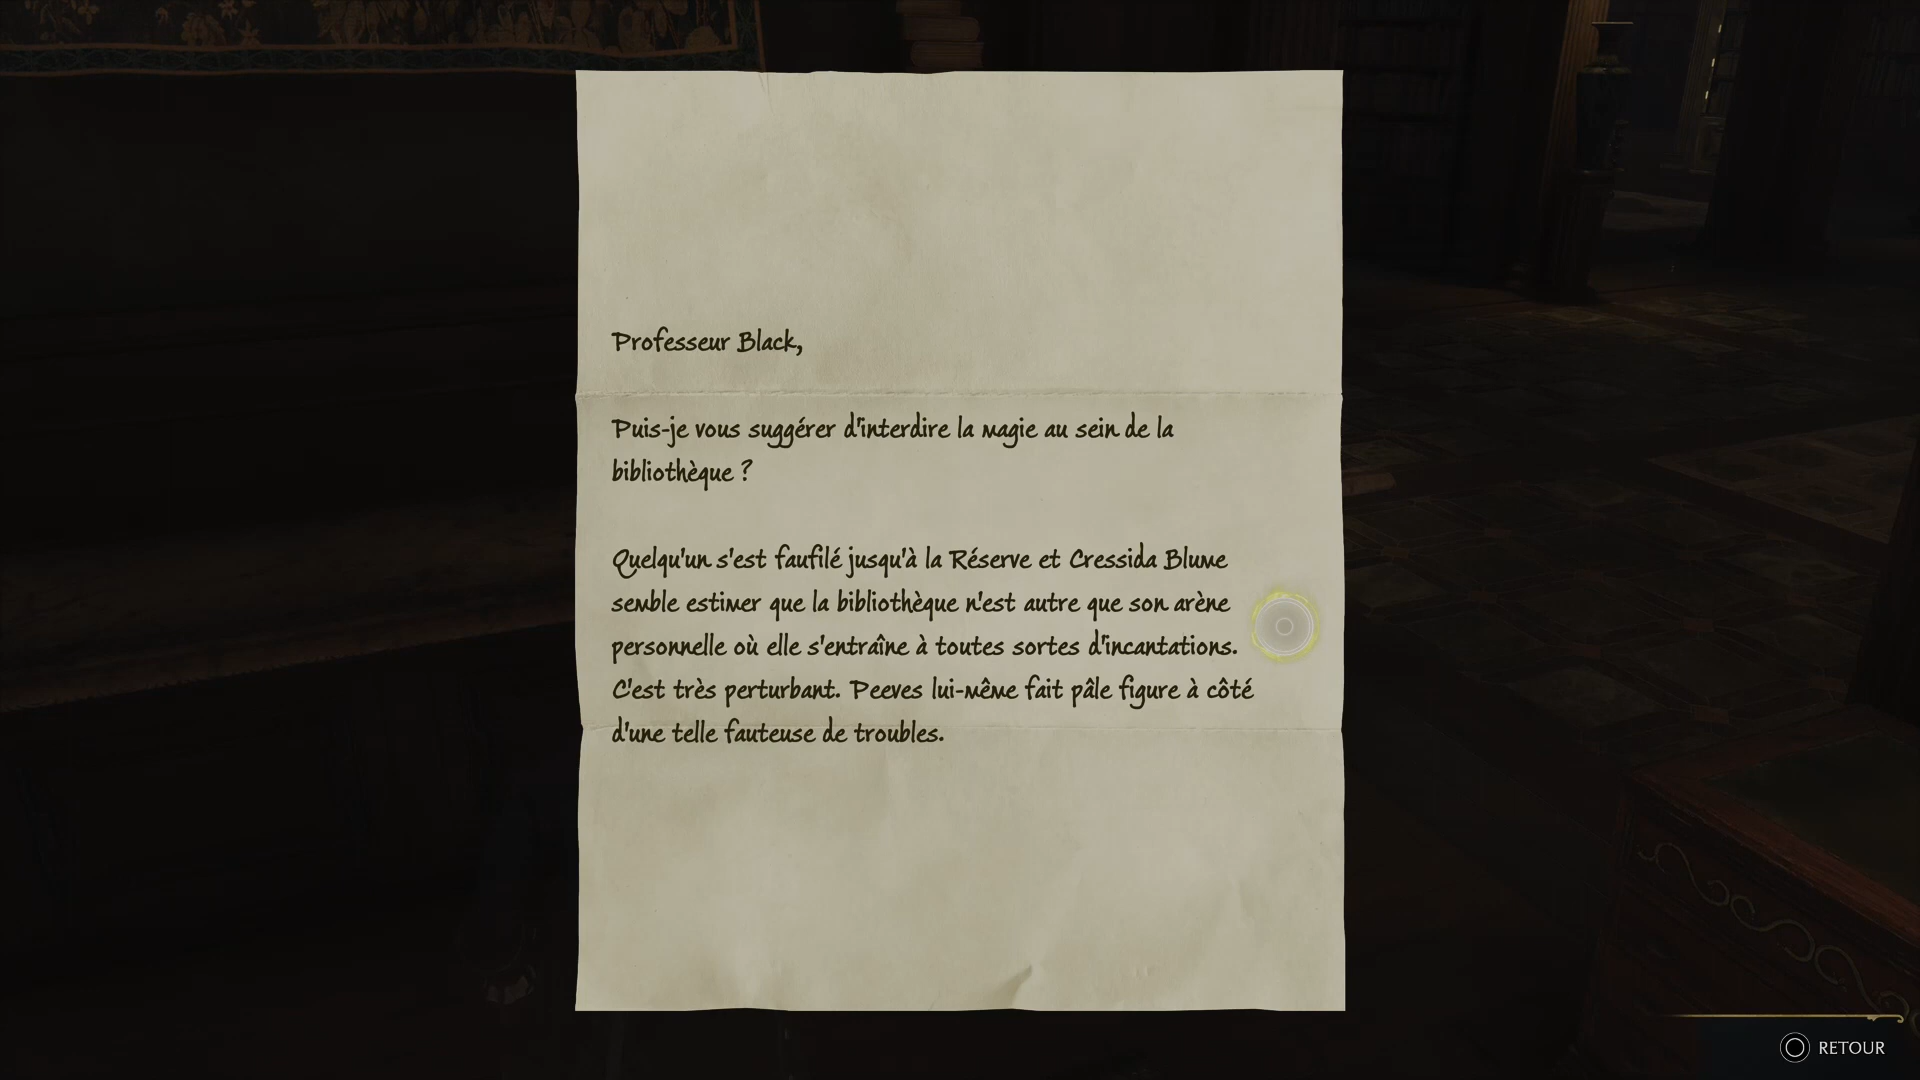 Professeur Black,
Puis-je vous suggérer d'interdire la magie au sein de la
bibliothèque ?
Quelqu'un s'est faufilé jusqu'à la Réserve et Cressida Blume
semble estimer que la bibliothèque n'est autre que son arène
personnelle où elle s'entraîne à toutes sortes d'incantations.
C'est très perturbant. Peeves lui-même fait pâle figure à côté
d'une telle fauteuse de troubles.
RETOUR